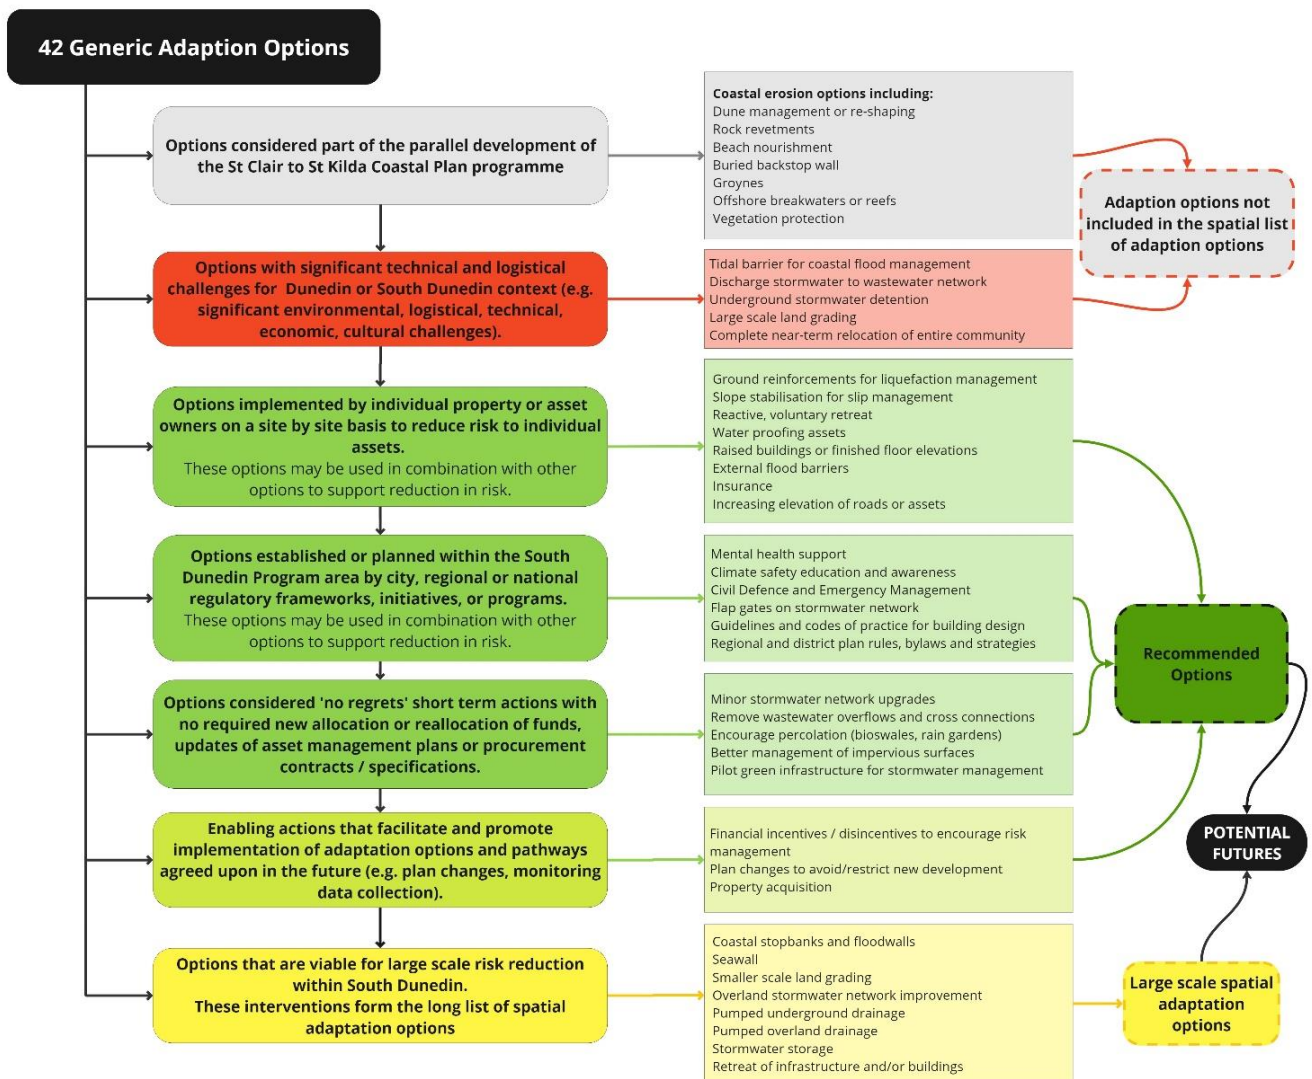 42 Generic Adaption Options
Options considered part of the parallel development of
the St Clair to St Kilda Coastal Plan programme
Coastal erosion options including:
Dune management or re-shaping
Rock revetments
Beach nourishment
Buried backstop wall
Groynes
Offshore breakwaters or reefs
Vegetation protection
Adaption options not
included in the spatial list
of adaption options
Options with significant technical and logistical
challenges for Dunedin or South Dunedin context (e.g.
significant environmental, logistical, technical,
economic, cultural challenges).
Tidal barrier for coastal flood management
Discharge stormwater to wastewater network
Underground stormwater detention
Large scale land grading
Complete near-term relocation of entire community
Options implemented by individual property or asset
owners on a site by site basis to reduce risk to individual
assets.
These options may be used in combination with other
options to support reduction in risk.
Ground reinforcements for liquefaction management
Slope stabilisation for slip management
Reactive, voluntary retreat
Water proofing assets
Raised buildings or finished floor elevations
External flood barriers
Insurance
Increasing elevation of roads or assets
Options established or planned within the South
Dunedin Program area by city, regional or national
regulatory frameworks, initiatives, or programs.
These options may be used in combination with other
options to support reduction in risk.
Mental health support
Climate safety education and awareness
Civil Defence and Emergency Management
Flap gates on stormwater network
Guidelines and codes of practice for building design
Regional and district plan rules, bylaws and strategies
Recommended
Options
Options considered 'no regrets' short term actions with
no required new allocation or reallocation of funds,
updates of asset management plans or procurement
contracts / specifications.
Minor stormwater network upgrades
Remove wastewater overflows and cross connections
Encourage percolation (bioswales, rain gardens)
Better management of impervious surfaces
Pilot green infrastructure for stormwater management
Enabling actions that facilitate and promote
implementation of adaptation options and pathways
agreed upon in the future (e.g. plan changes, monitoring
data collection).
Financial incentives / disincentives to encourage risk
management
Plan changes to avoid/restrict new development
Property acquisition
POTENTIAL
FUTURES
Options that are viable for large scale risk reduction
within South Dunedin.
These interventions form the long list of spatial
adaptation options
Coastal stopbanks and floodwalls
Seawall
Smaller scale land grading
Overland stormwater network improvement
Pumped underground drainage
Pumped overland drainage
Stormwater storage
Retreat of infrastructure and/or buildings
Large scale spatial
adaptation
options